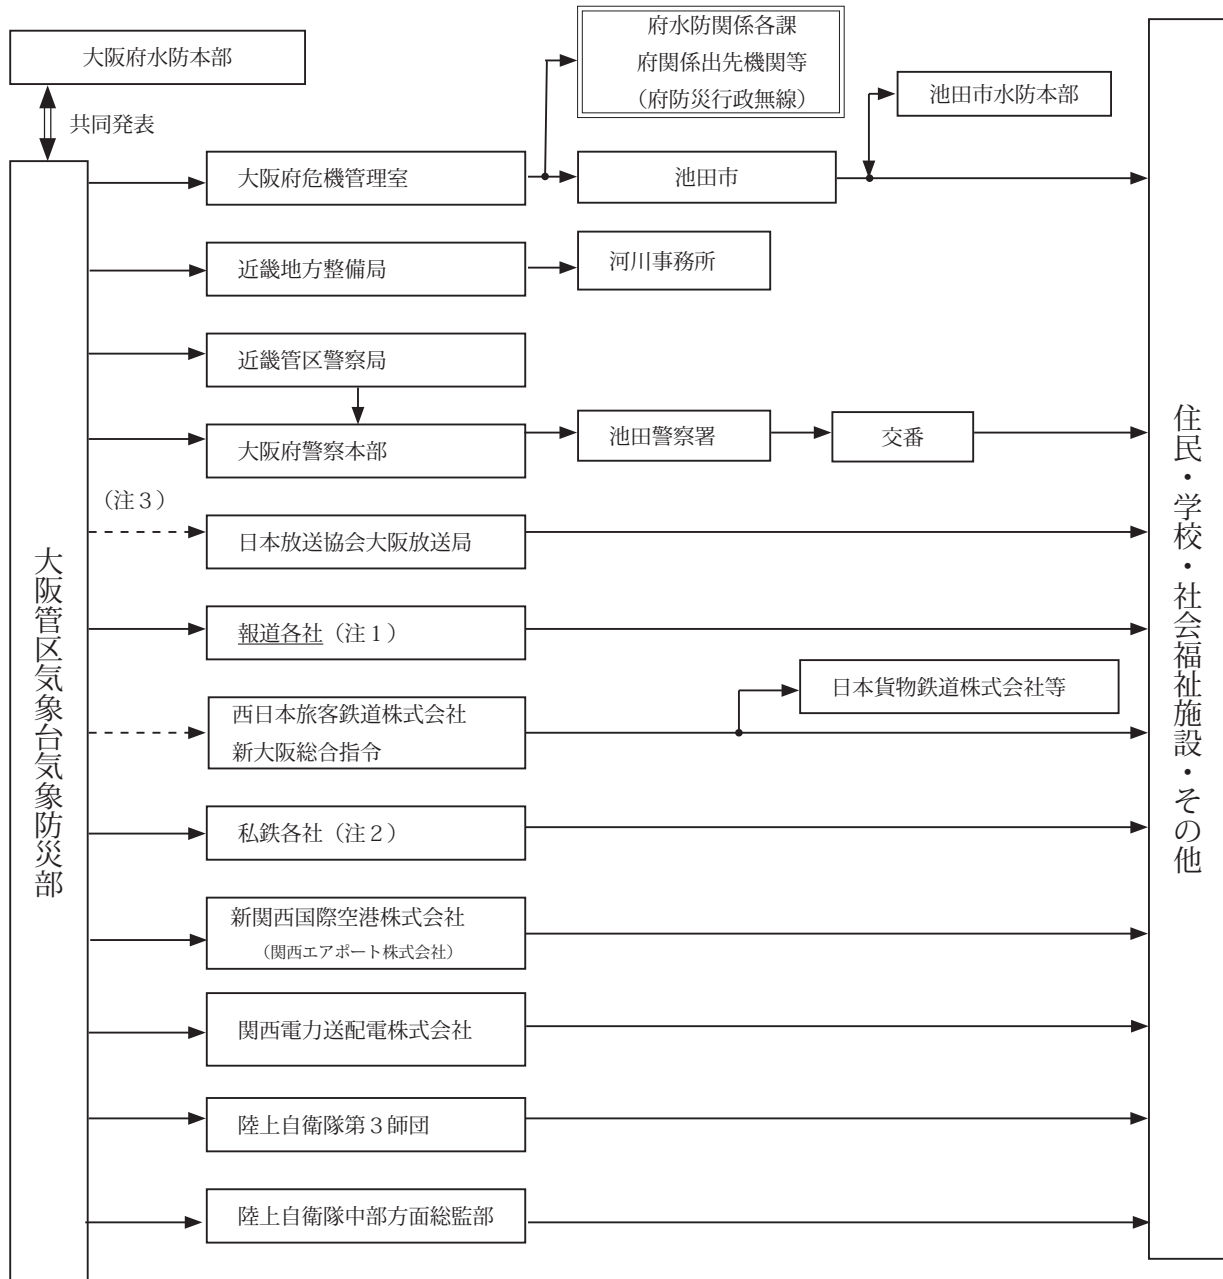 大阪府水防本部
共同発表
府水防関係各課
府関係出先機関等
（府防災行政無線）
池田市水防本部
大阪府危機管理室
池田市
近畿地方整備局
河川事務所
近畿管区警察局
大阪府警察本部
池田警察署
交番
（注３）
日本放送協会大阪放送局
報道各社（注１）
西日本旅客鉄道株式会社
新大阪総合指令
日本貨物鉄道株式会社等
私鉄各社（注２）
新関西国際空港株式会社
（関西エアポート株式会社）
関西電力送配電株式会社
陸上自衛隊第３師団
陸上自衛隊中部方面総監部
大阪管区気象台気象防災部
住民・学校・社会福祉施設・その他